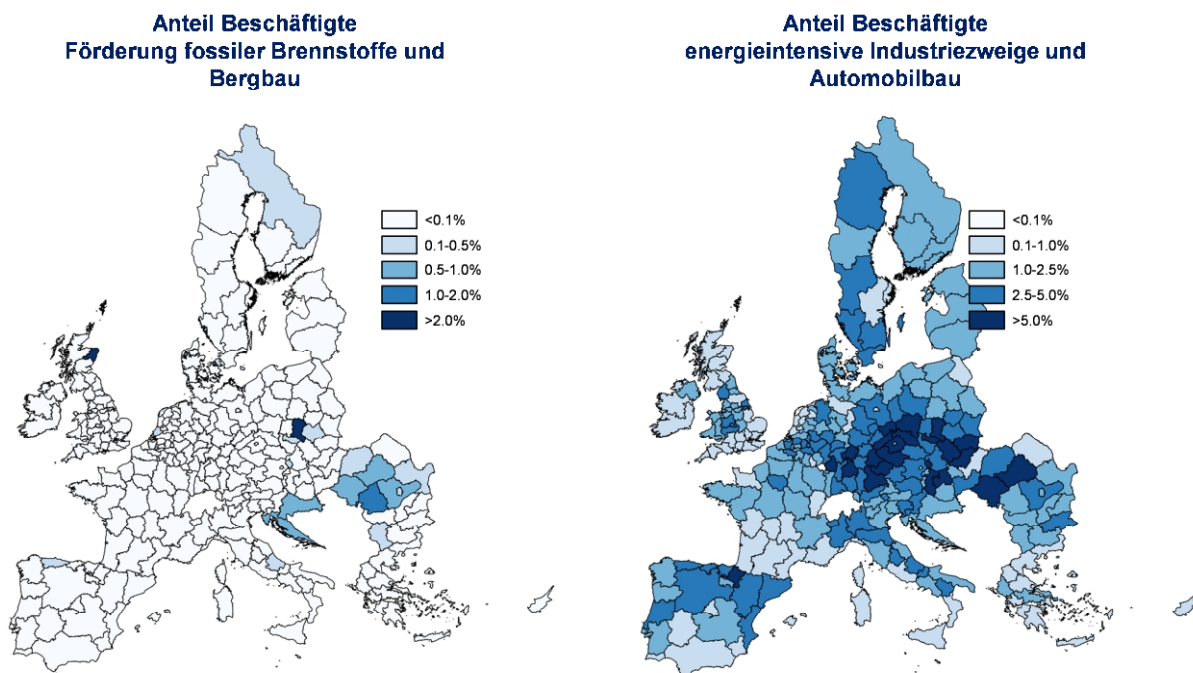 Anteil Beschäftigte
Förderung fossiler Brennstoffe und
Bergbau
<0.1%
0.1-0.5%
0.5-1.0%
1.0-2.0%
>2.0%
Anteil Beschäftigte
energieintensive Industriezweige und
Automobilbau
<0.1%
0.1-1.0%
1.0-2.5%
2.5-5.0%
>5.0%